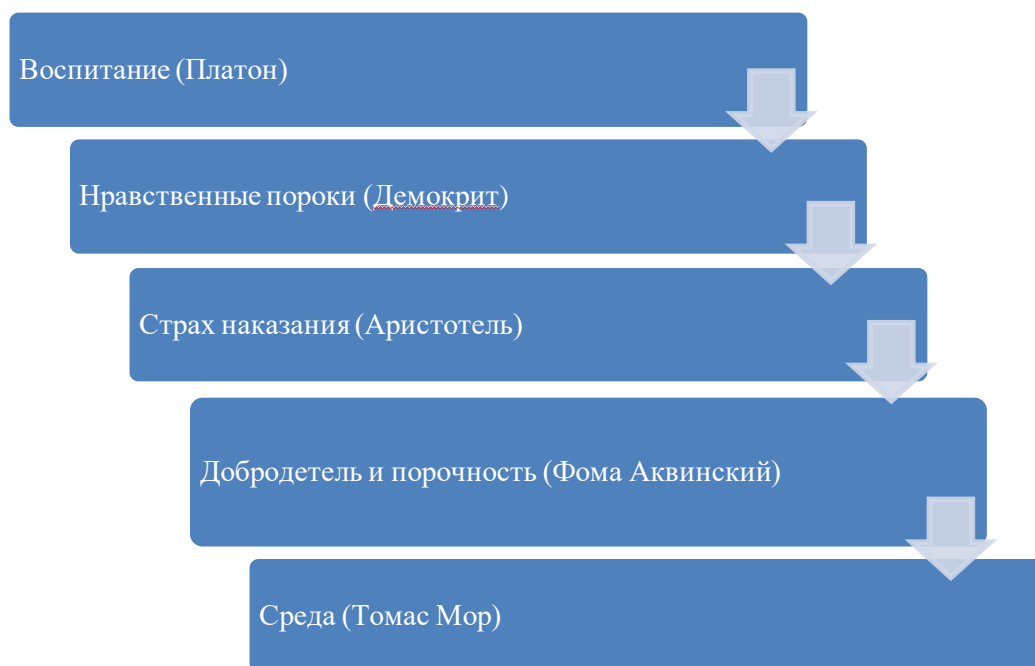 Воспитание (Платон)
Нравственные пороки (Демокрит)
Страх наказания (Аристотель)
Добродетель и порочность (Фома Аквинский)
Среда (Томас Мор)